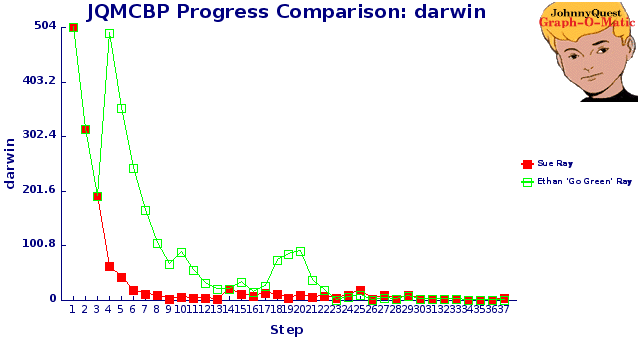 JQMCBP Progress Comparison: darwin
JohnnyQuest
Graph-O-Matic
504
403.2
302.4
201.6
100.8
0
darwin
1 2 3 4 5 6 7 8 9 10 11 12 13 14 15 16 17 18 19 20 21 22 23 24 25 26 27 28 29 30 31 32 33 34 35 36 37
Step
Sue Ray
Ethan 'Go Green' Ray